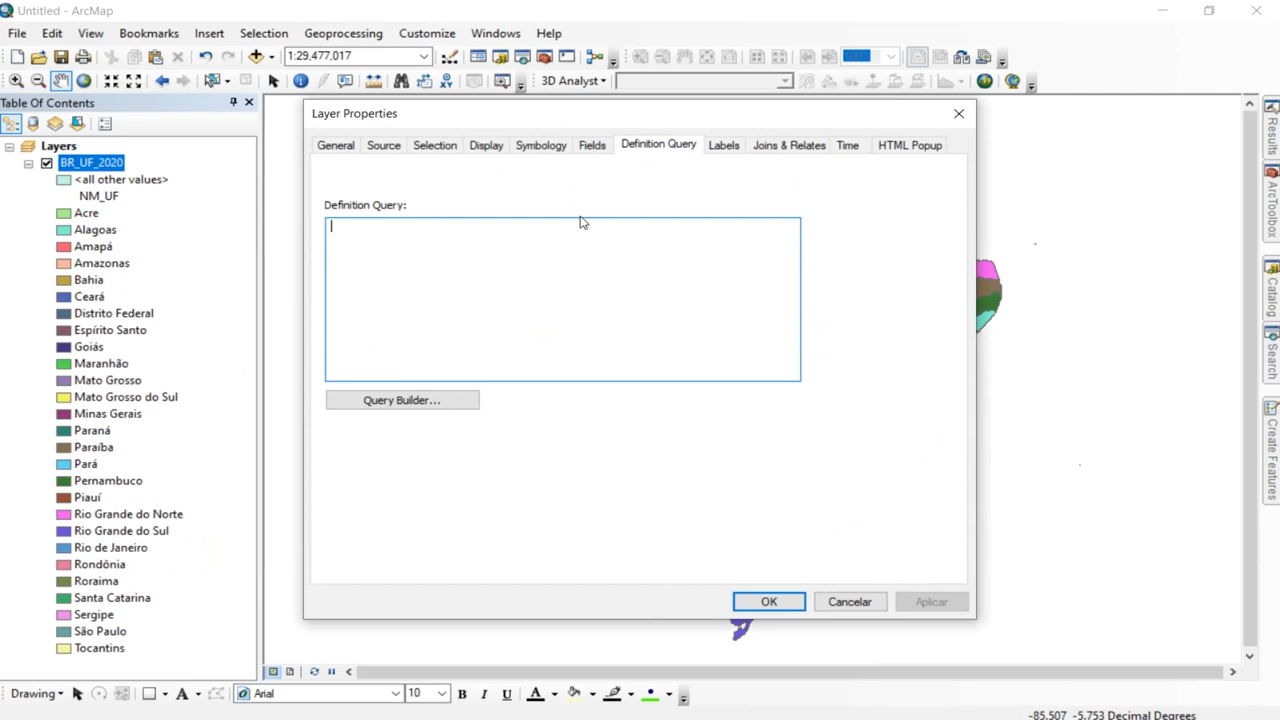 Untitled - ArcMap
File Edit View Bookmarks Insert Selection Geoprocessing Customize Windows Help
1:29,477,017
3D Analyst
Table Of Contents
Layers
BR_UF_2020
<all other values>
NM_UF
Acre
Alagoas
Amapá
Amazonas
Bahia
Ceará
Distrito Federal
Espírito Santo
Goiás
Maranhão
Mato Grosso
Mato Grosso do Sul
Minas Gerais
Paraná
Paraíba
Pará
Pernambuco
Piauí
Rio Grande do Norte
Rio Grande do Sul
Rio de Janeiro
Rondônia
Roraima
Santa Catarina
Sergipe
São Paulo
Tocantins
Layer Properties
General Source Selection Display Symbology Fields Definition Query Labels Joins & Relates Time HTML Popup
Definition Query:
Query Builder...
OK Cancelar Aplicar
Results
ArcToolbox
Catalog
Search
Create Features
Drawing A Arial 10 B I U A
-85.507 -5.753 Decimal Degrees